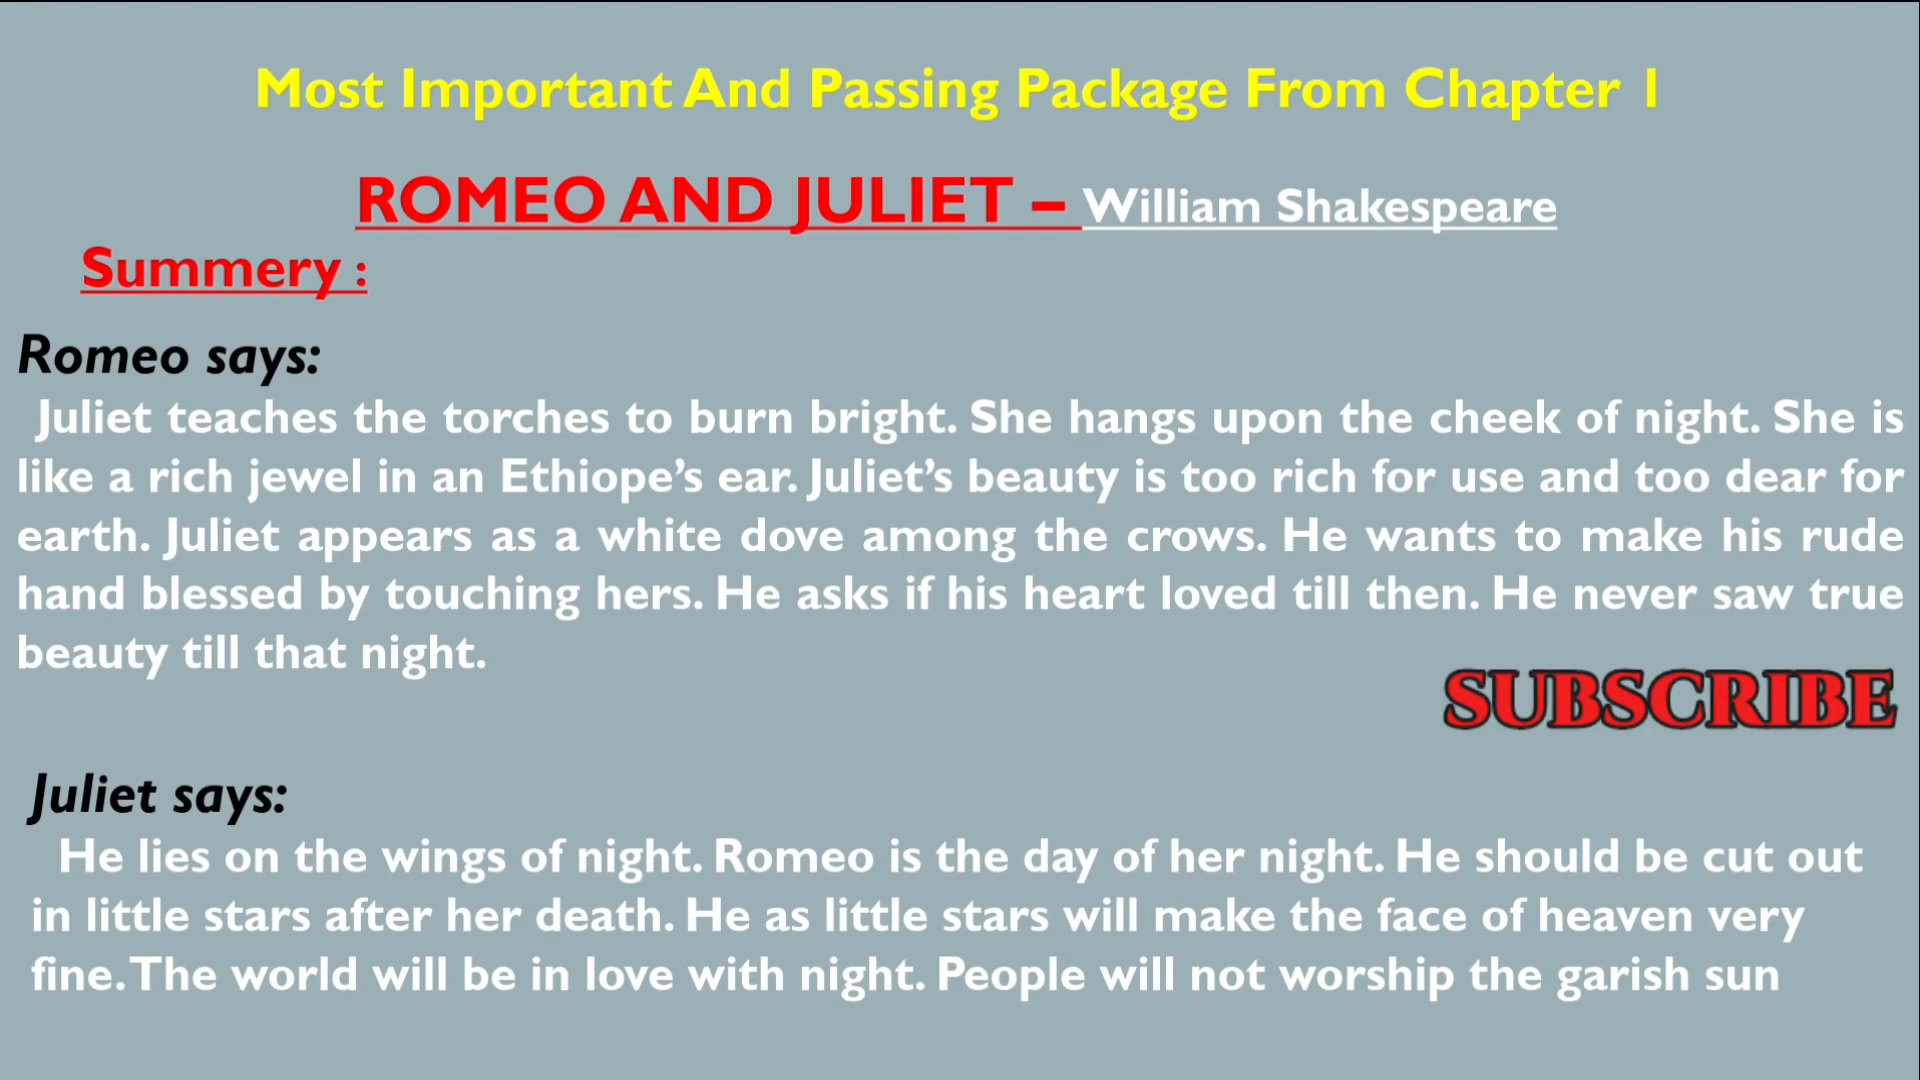 Most Important And Passing Package From Chapter 1
ROMEO AND JULIET – William Shakespeare
Summery :
Romeo says:
Juliet teaches the torches to burn bright. She hangs upon the cheek of night. She is
like a rich jewel in an Ethiope’s ear. Juliet’s beauty is too rich for use and too dear for
earth. Juliet appears as a white dove among the crows. He wants to make his rude
hand blessed by touching hers. He asks if his heart loved till then. He never saw true
beauty till that night.
SUBSCRIBE
Juliet says:
He lies on the wings of night. Romeo is the day of her night. He should be cut out
in little stars after her death. He as little stars will make the face of heaven very
fine. The world will be in love with night. People will not worship the garish sun